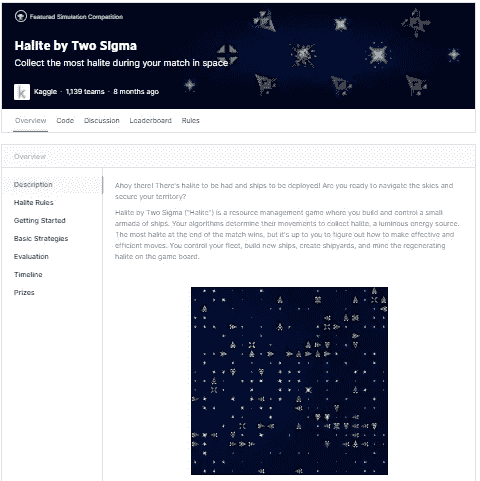 Featured Simulation Competition
Halite by Two Sigma
Collect the most halite during your match in space
k Kaggle · 1,139 teams · 8 months ago
Overview Code Discussion Leaderboard Rules
Overview
Description
Halite Rules
Getting Started
Basic Strategies
Evaluation
Timeline
Prizes
Ahoy there! There's halite to be had and ships to be deployed! Are you ready to navigate the skies and
secure your territory?
Halite by Two Sigma ("Halite") is a resource management game where you build and control a small
armada of ships. Your algorithms determine their movements to collect halite, a luminous energy source.
The most halite at the end of the match wins, but it's up to you to figure out how to make effective and
efficient moves. You control your fleet, build new ships, create shipyards, and mine the regenerating
halite on the game board.